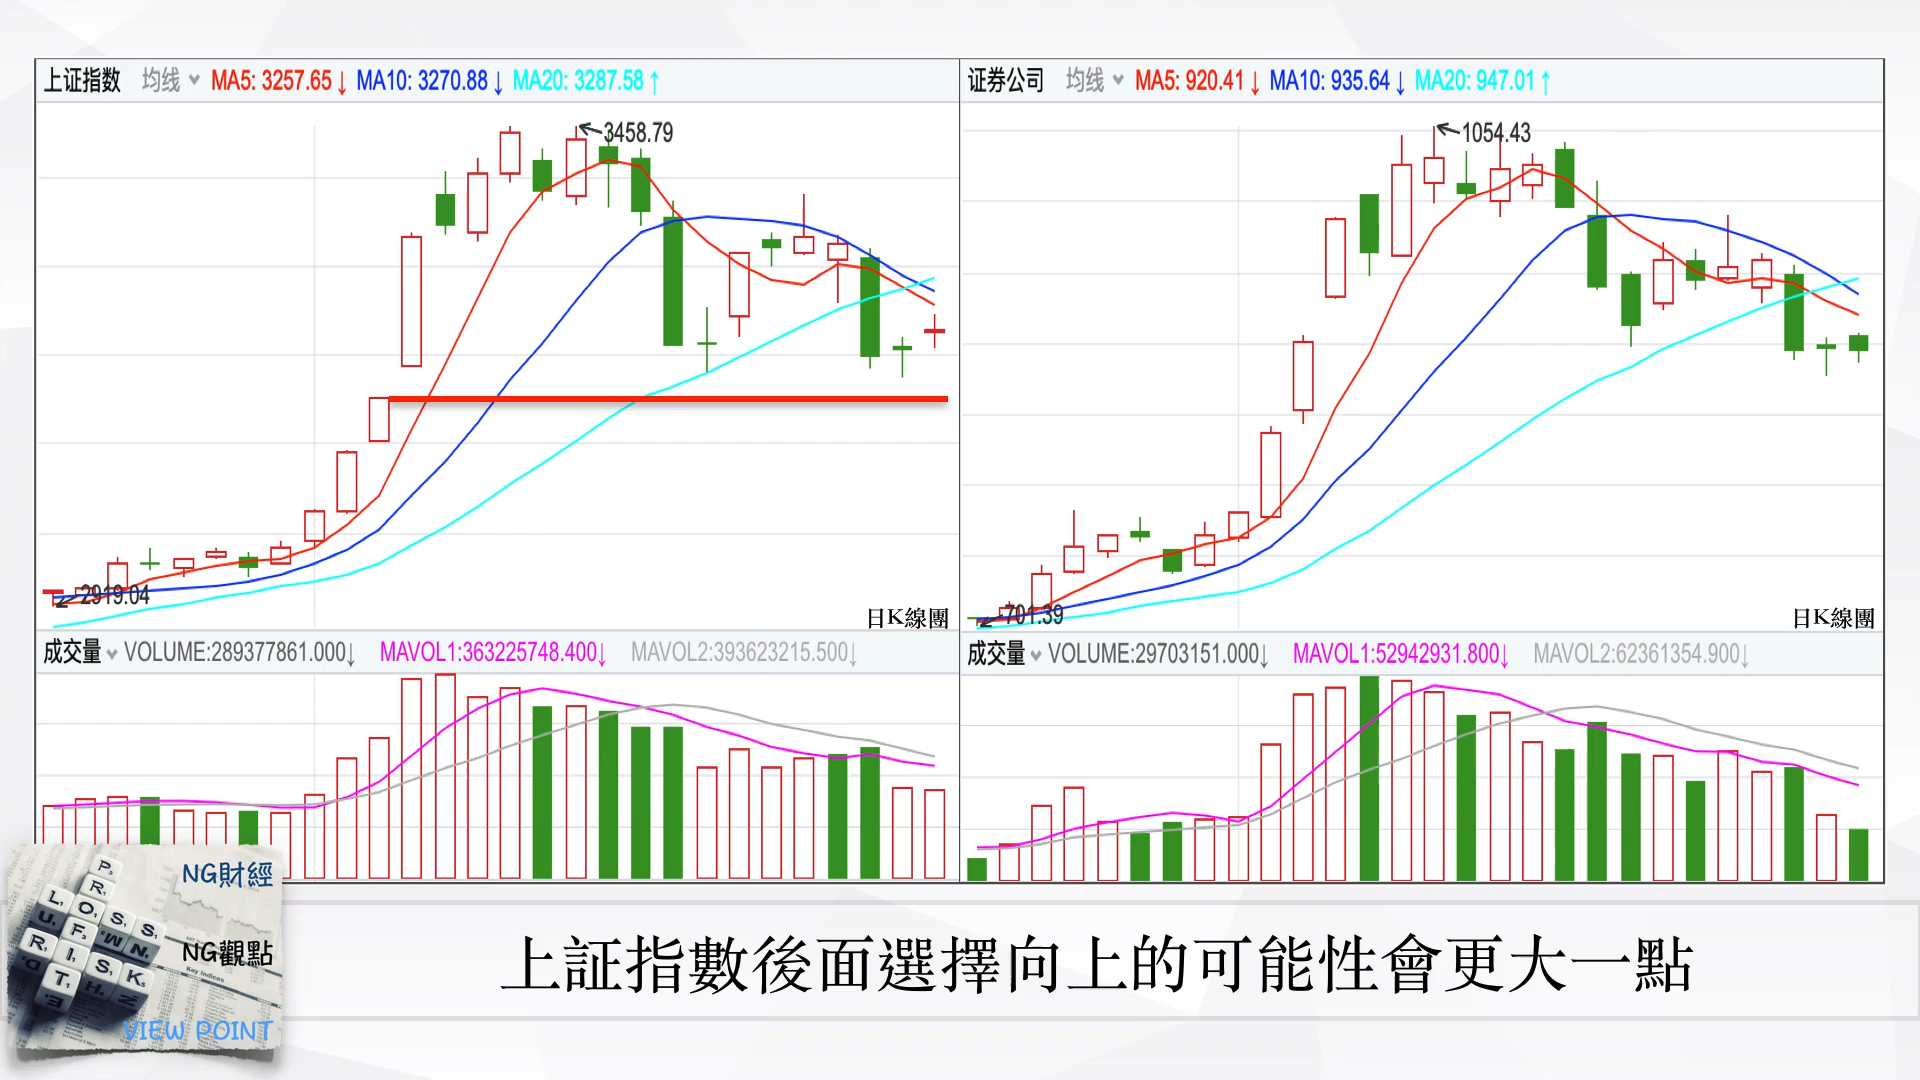 上证指数 均线 MA5: 3257.65↓ MA10: 3270.88↓ MA20: 3287.58↑
3458.79
2919.04
日K線團
成交量 VOLUME:289377861.000↓ MAVOL1:363225748.400↓ MAVOL2:393623215.500↓
证券公司 均线 MA5: 920.41↓ MA10: 935.64↓ MA20: 947.01↑
1054.43
701.39
日K線團
成交量 VOLUME:29703151.000↓ MAVOL1:52942931.800↓ MAVOL2:62361354.900↓
NG財經
NG觀點
VIEW POINT
Key Indices
上証指數後面選擇向上的可能性會更大一點